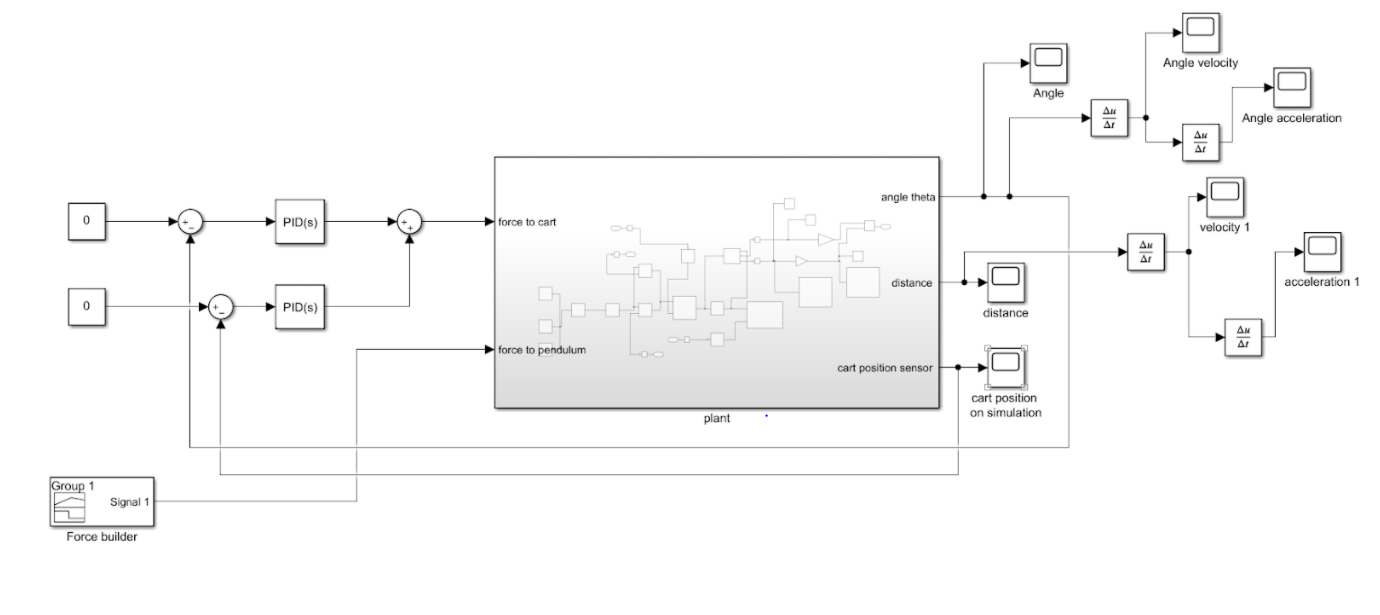 Angle velocity
Angle
Δu
Δt
Angle acceleration
Δu
Δt
0
+
−
PID(s)
+
+
force to cart
angle theta
velocity 1
Δu
Δt
acceleration 1
0
+
−
PID(s)
distance
distance
Δu
Δt
force to pendulum
cart position sensor
cart position
on simulation
plant
Group 1
Signal 1
Force builder